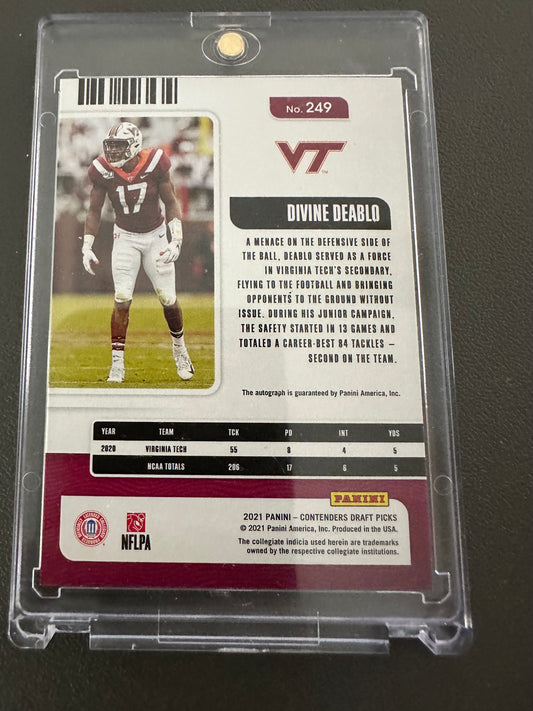 No. 249
VT
TM
DIVINE DEABLO
17
A MENACE ON THE DEFENSIVE SIDE OF
THE BALL, DEABLO SERVED AS A FORCE
IN VIRGINIA TECH'S SECONDARY,
FLYING TO THE FOOTBALL AND BRINGING
OPPONENTS TO THE GROUND WITHOUT
ISSUE. DURING HIS JUNIOR CAMPAIGN,
THE SAFETY STARTED IN 13 GAMES AND
TOTALED A CAREER-BEST 84 TACKLES –
SECOND ON THE TEAM.
The autograph is guaranteed by Panini America, Inc.
YEAR TEAM TCK PD INT YDS
2020 VIRGINIA TECH 55 8 4 5
NCAA TOTALS 206 17 6 5
PANINI
2021 PANINI – CONTENDERS DRAFT PICKS
© 2021 Panini America, Inc. Produced in the USA.
The collegiate indicia used herein are trademarks
owned by the respective collegiate institutions.
NFLPA